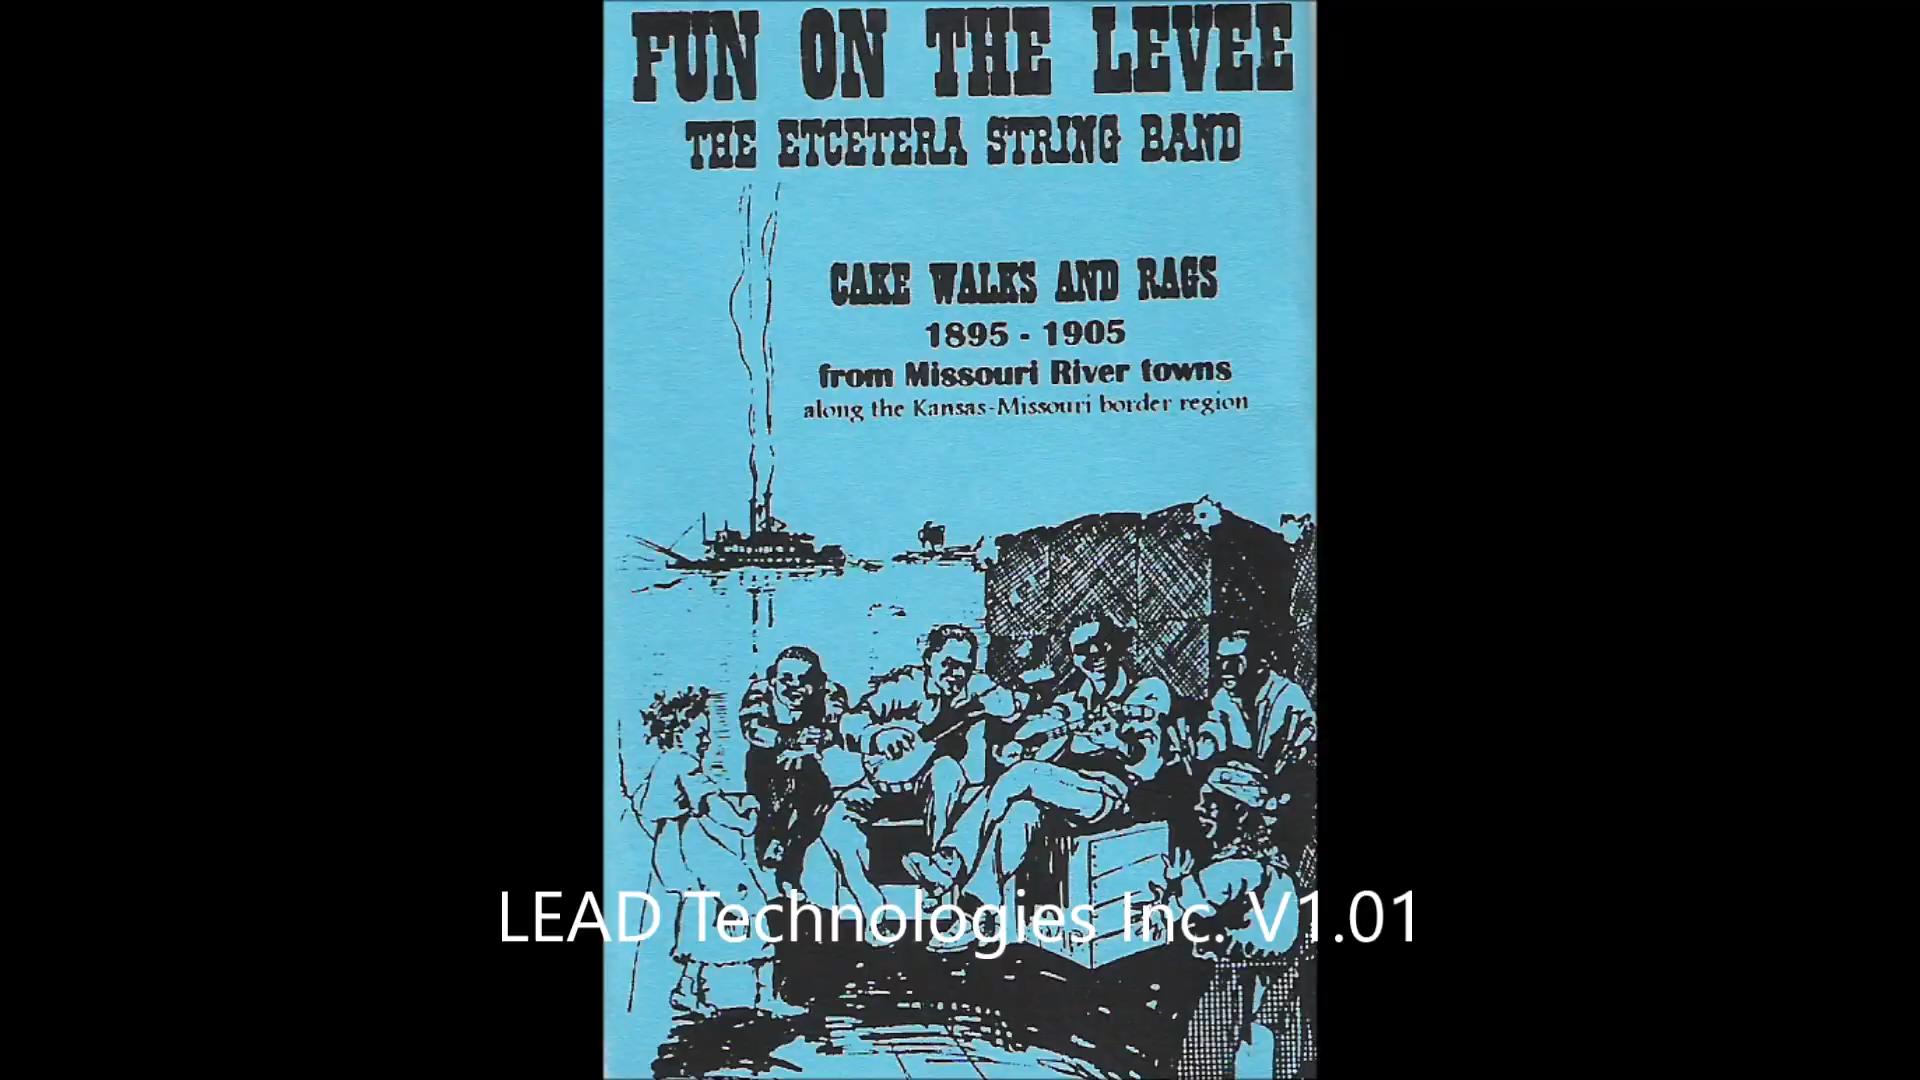 FUN ON THE LEVEE
THE ETCETERA STRING BAND
CAKE WALKS AND RAGS
1895 - 1905
from Missouri River towns
along the Kansas-Missouri border region
LEAD Technologies Inc. V1.01